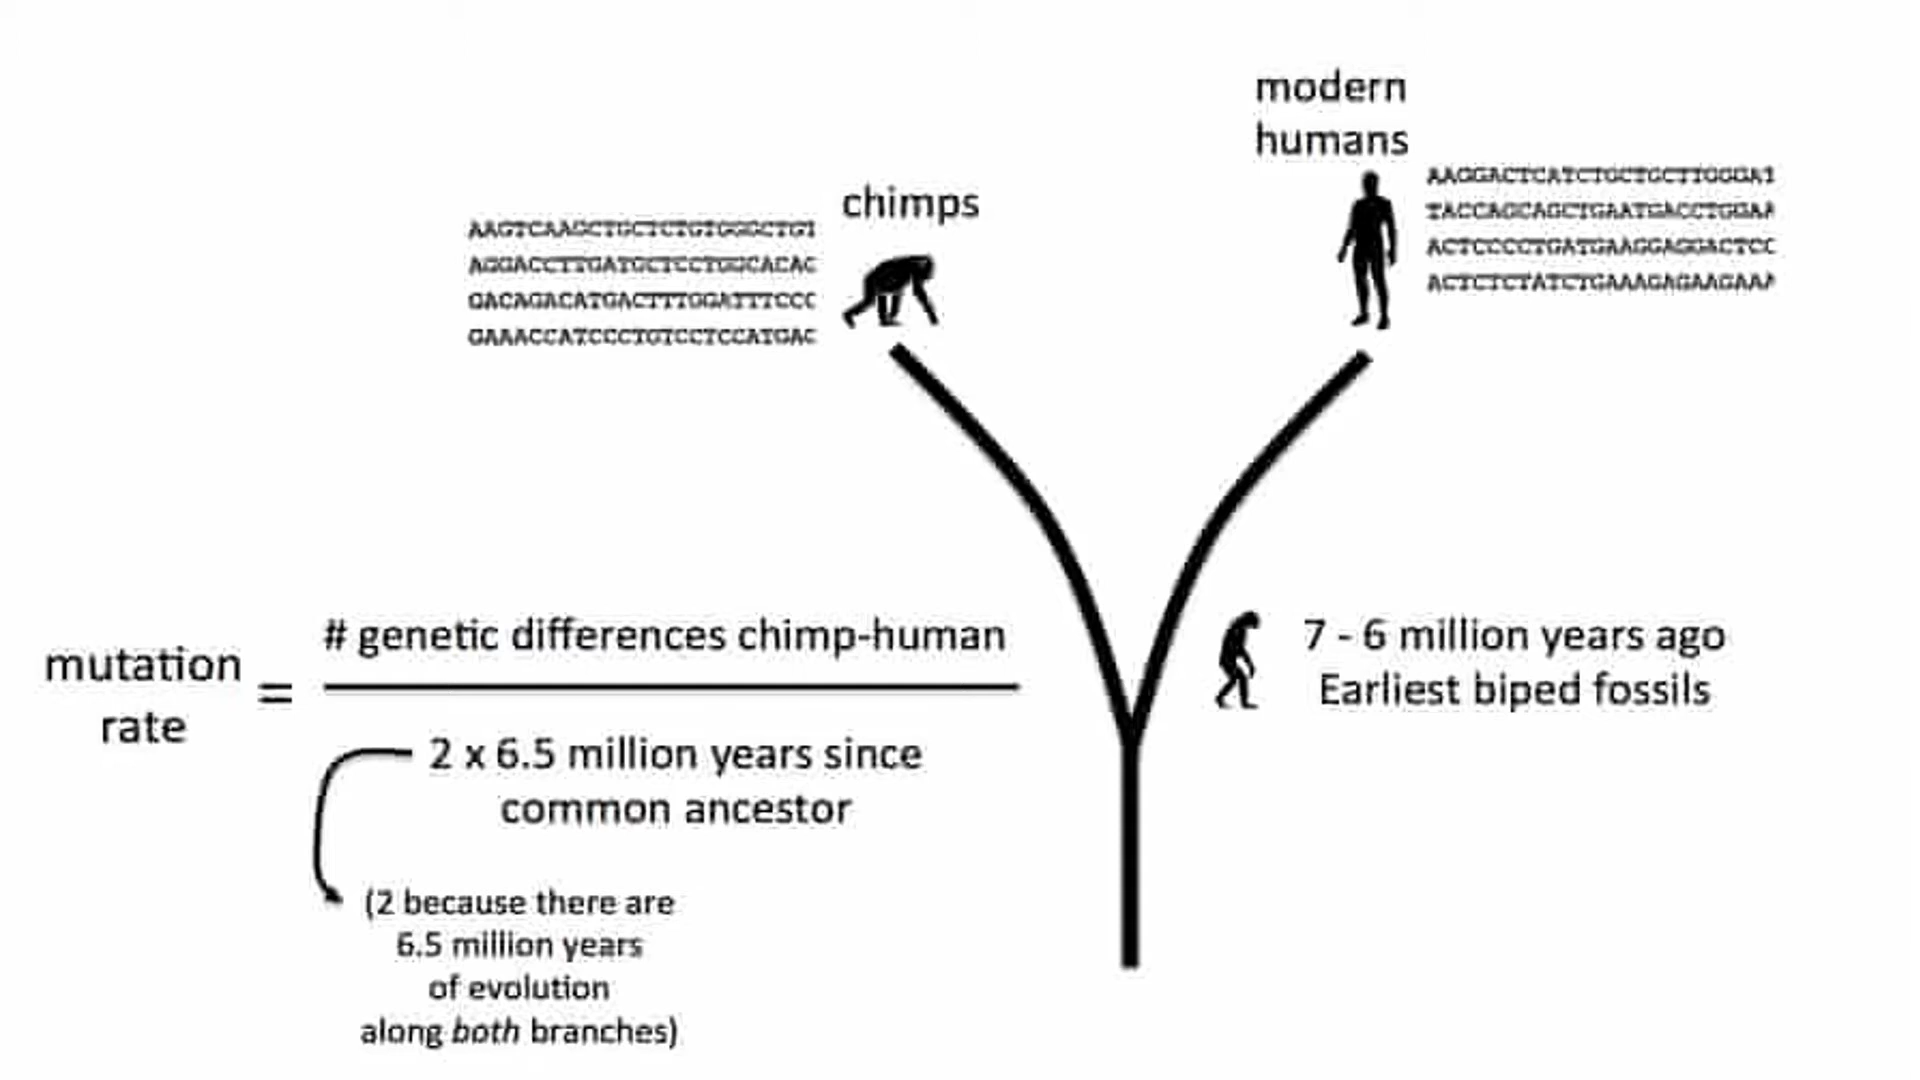 modern
humans
AAGGACTCATCTGCTGCTTGGGAT
TACCAGCAGCTGAATGACCTGGAA
ACTCCCCTGATGAAGGAGGACTCC
ACTCTCTATCTGAAAGAGAAGAAA
chimps
AAGTCAAGCTGCTCTGTGGGCTGT
AGGACCTTGATGCTCCTGGCACAC
GACAGACATGACTTTGGATTTCCC
GAAACCATCCCTGTCCTCCATGAC
mutation
rate
=
# genetic differences chimp-human
2 x 6.5 million years since
common ancestor
(2 because there are
6.5 million years
of evolution
along both branches)
7 - 6 million years ago
Earliest biped fossils